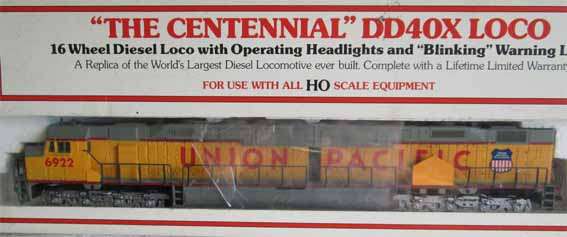 "THE CENTENNIAL" DD40X LOCO
16 Wheel Diesel Loco with Operating Headlights and "Blinking" Warning L
A Replica of the World's Largest Diesel Locomotive ever built. Complete with a Lifetime Limited Warrant
FOR USE WITH ALL HO SCALE EQUIPMENT
6922 UNION PACIFIC